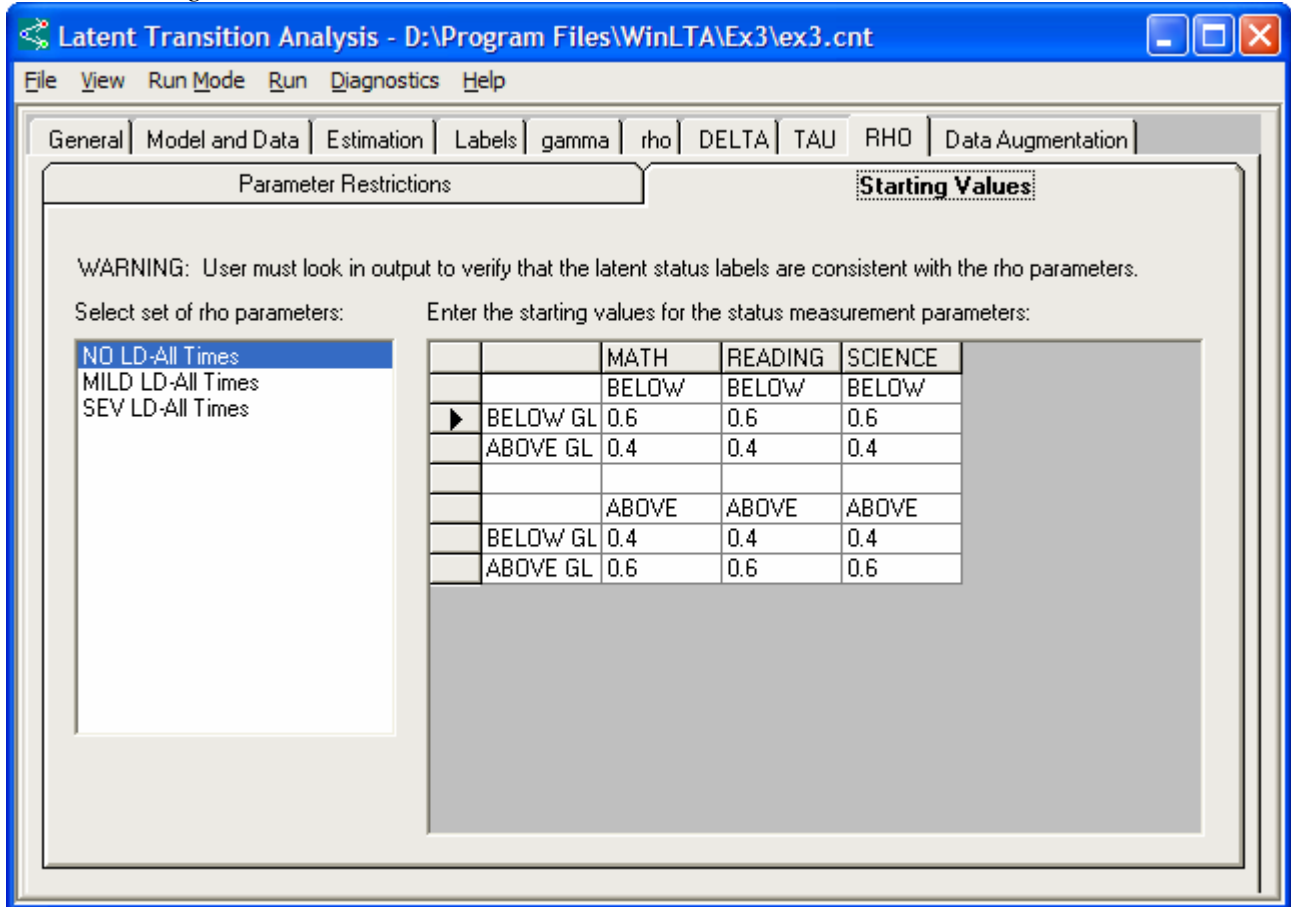 Latent Transition Analysis - D:\Program Files\WinLTA\Ex3\ex3.cnt
File View Run Mode Run Diagnostics Help
General Model and Data Estimation Labels gamma rho DELTA TAU RHO Data Augmentation
Parameter Restrictions Starting Values
WARNING: User must look in output to verify that the latent status labels are consistent with the rho parameters.
Select set of rho parameters: Enter the starting values for the status measurement parameters:
NO LD-All Times
MILD LD-All Times
SEV LD-All Times
MATH READING SCIENCE
BELOW BELOW BELOW
BELOW GL 0.6 0.6 0.6
ABOVE GL 0.4 0.4 0.4
ABOVE ABOVE ABOVE
BELOW GL 0.4 0.4 0.4
ABOVE GL 0.6 0.6 0.6